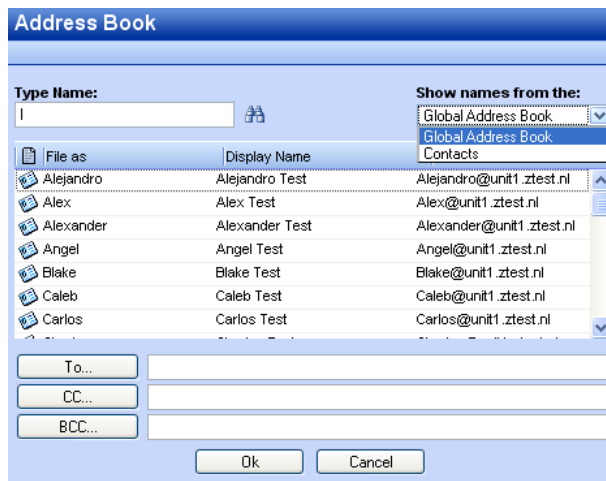 Address Book
Type Name:
Show names from the:
Global Address Book
Global Address Book
Contacts
File as Display Name
Alejandro Alejandro Test Alejandro@unit1.ztest.nl
Alex Alex Test Alex@unit1.ztest.nl
Alexander Alexander Test Alexander@unit1.ztest.nl
Angel Angel Test Angel@unit1.ztest.nl
Blake Blake Test Blake@unit1.ztest.nl
Caleb Caleb Test Caleb@unit1.ztest.nl
Carlos Carlos Test Carlos@unit1.ztest.nl
To...
CC...
BCC...
Ok Cancel